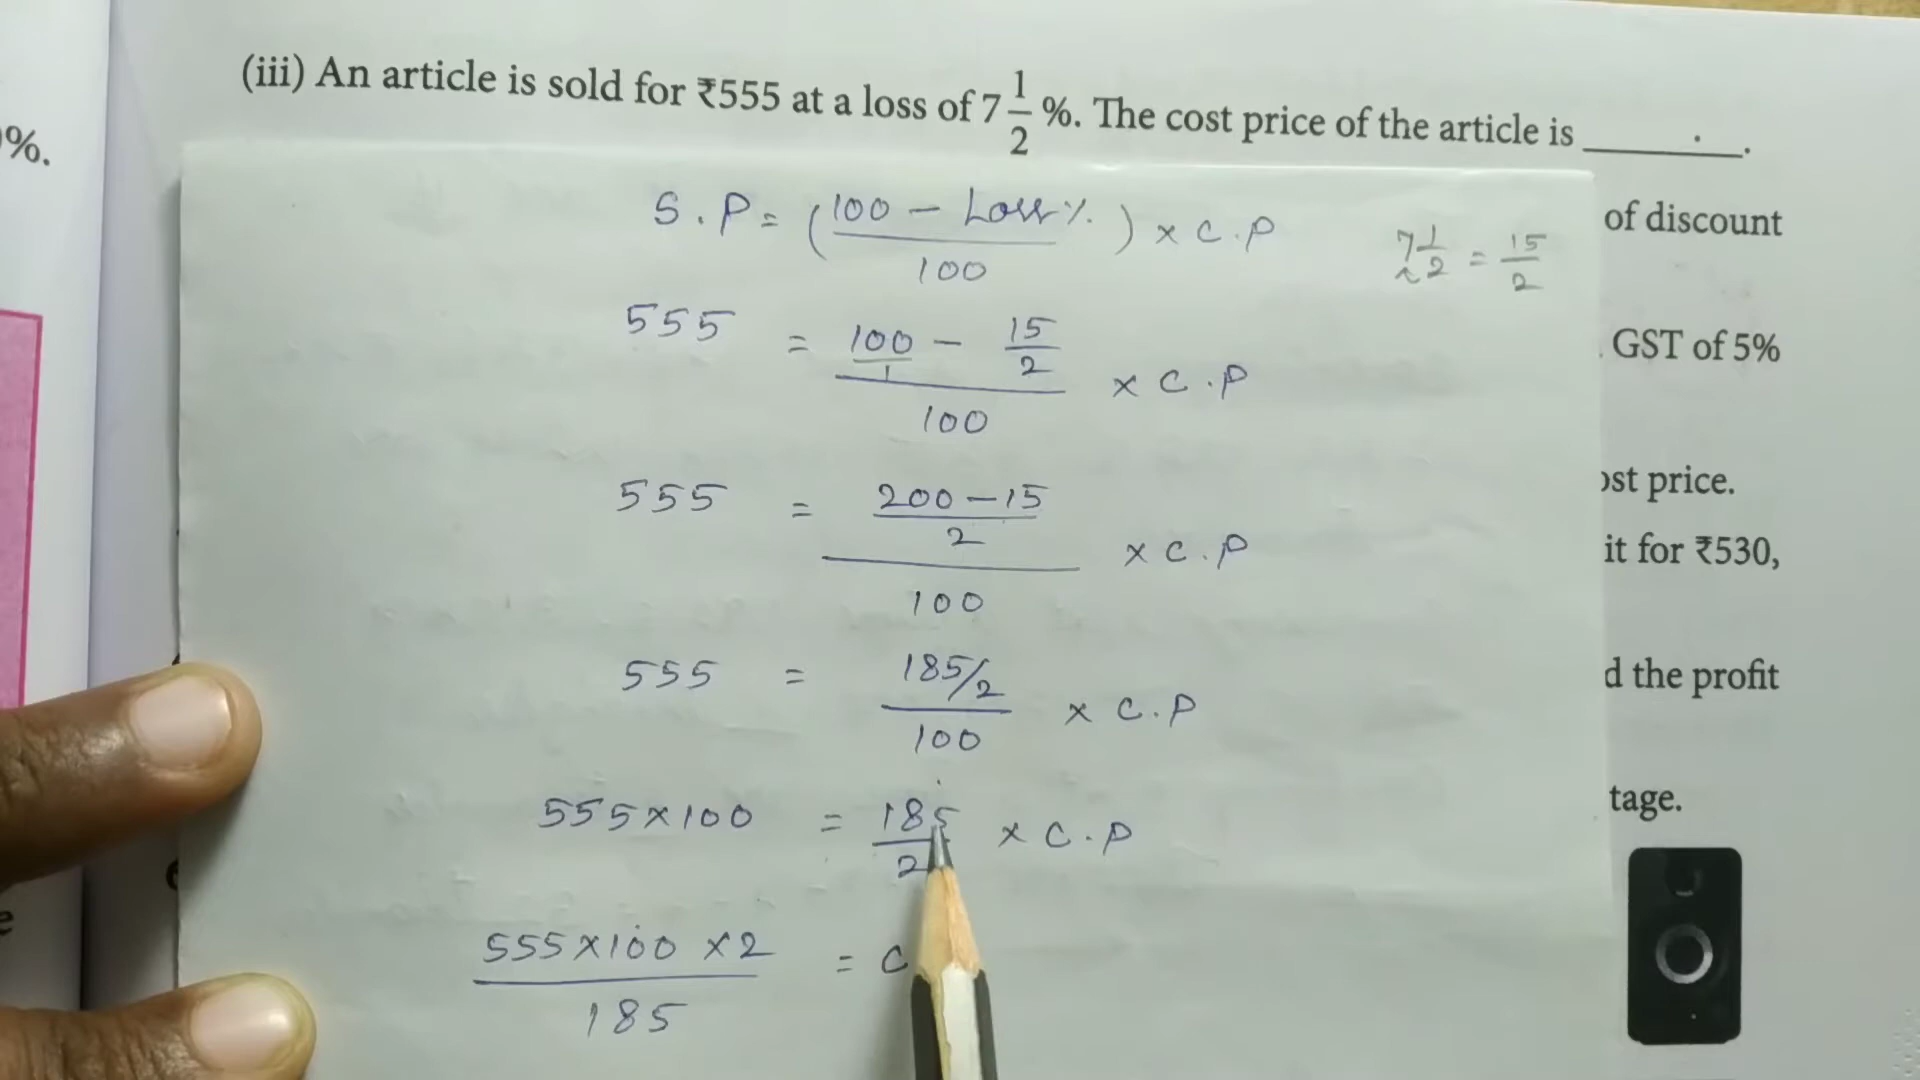 (iii) An article is sold for ₹555 at a loss of 7 1/2 %. The cost price of the article is ______.
%.
S.P = (100 - Loss% / 100) × C.P
7 1/2 = 15/2
of discount
555 = 100/1 - 15/2 / 100 × C.P
GST of 5%
555 = 200 - 15 / 2 / 100 × C.P
ost price.
it for ₹530,
555 = 185/2 / 100 × C.P
d the profit
555 × 100 = 185/2 × C.P
tage.
e
555 × 100 × 2 / 185 = C